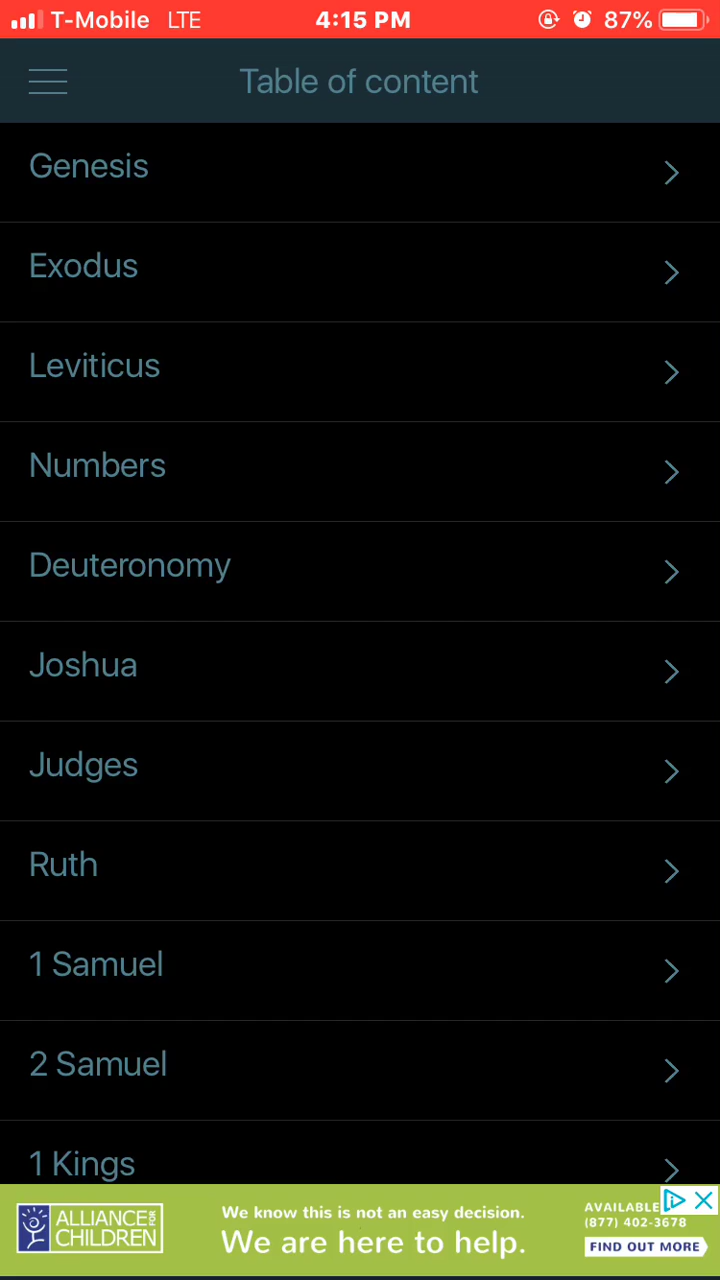 T-Mobile LTE 4:15 PM 87%
Table of content
Genesis
Exodus
Leviticus
Numbers
Deuteronomy
Joshua
Judges
Ruth
1 Samuel
2 Samuel
1 Kings
ALLIANCE FOR
CHILDREN
We know this is not an easy decision.
We are here to help.
AVAILABLE
(877) 402-3678
FIND OUT MORE